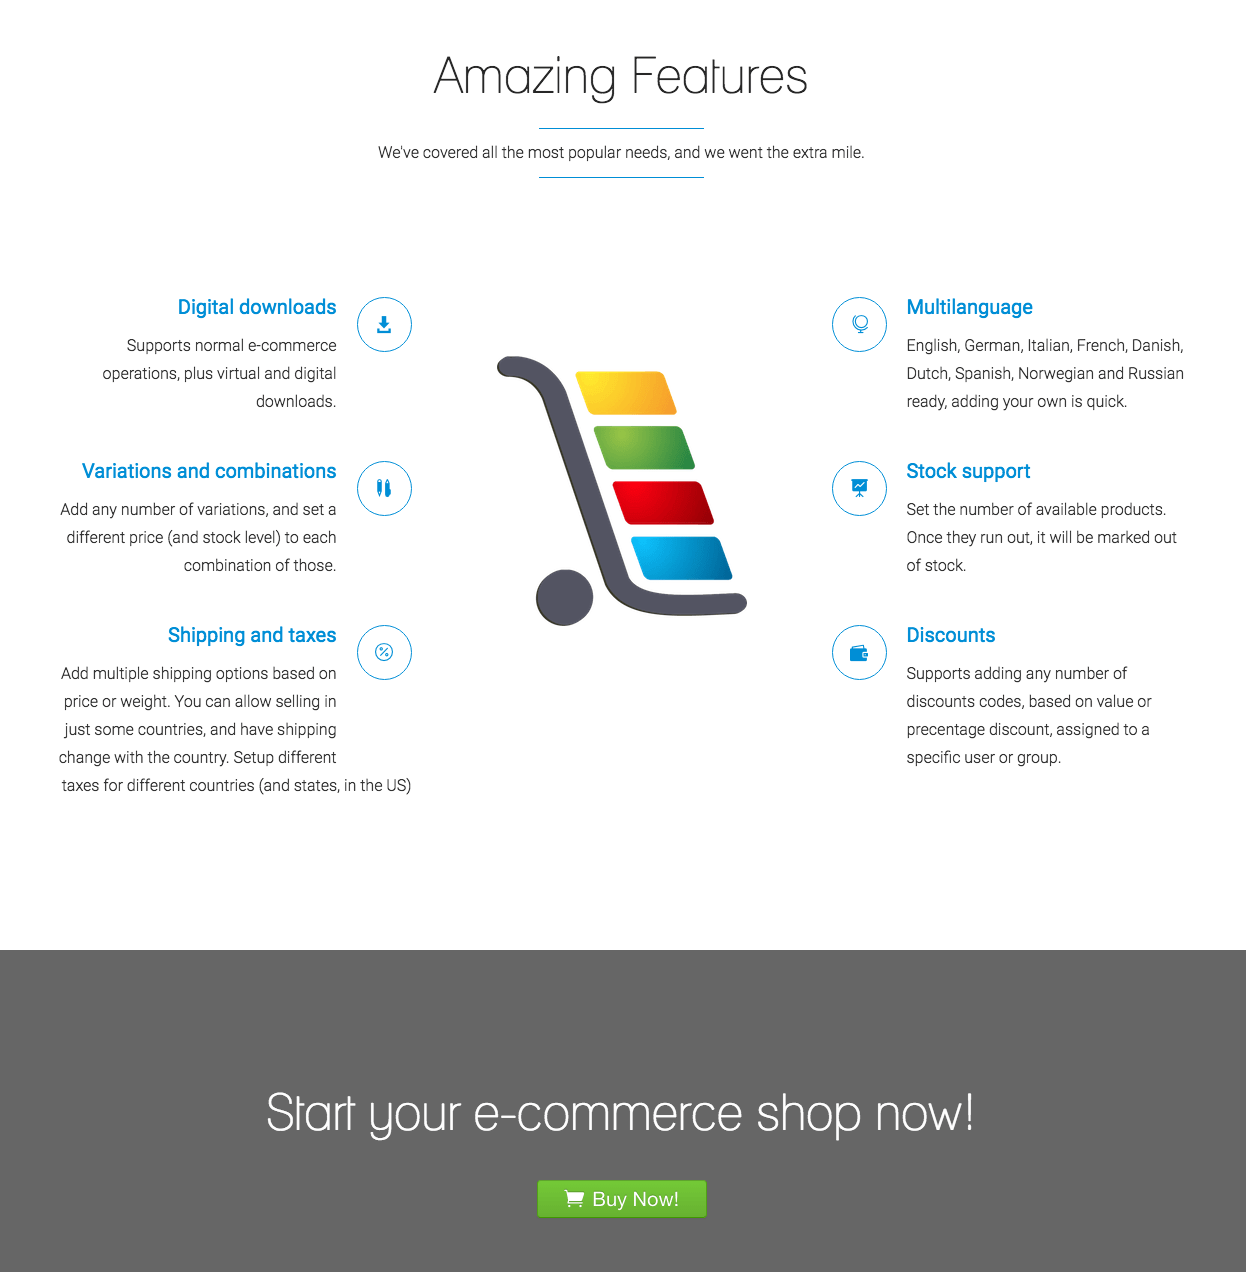 Amazing Features
We've covered all the most popular needs, and we went the extra mile.
Digital downloads
Supports normal e-commerce
operations, plus virtual and digital
downloads.
Variations and combinations
Add any number of variations, and set a
different price (and stock level) to each
combination of those.
Shipping and taxes
Add multiple shipping options based on
price or weight. You can allow selling in
just some countries, and have shipping
change with the country. Setup different
taxes for different countries (and states, in the US)
Multilanguage
English, German, Italian, French, Danish,
Dutch, Spanish, Norwegian and Russian
ready, adding your own is quick.
Stock support
Set the number of available products.
Once they run out, it will be marked out
of stock.
Discounts
Supports adding any number of
discounts codes, based on value or
precentage discount, assigned to a
specific user or group.
Start your e-commerce shop now!
Buy Now!